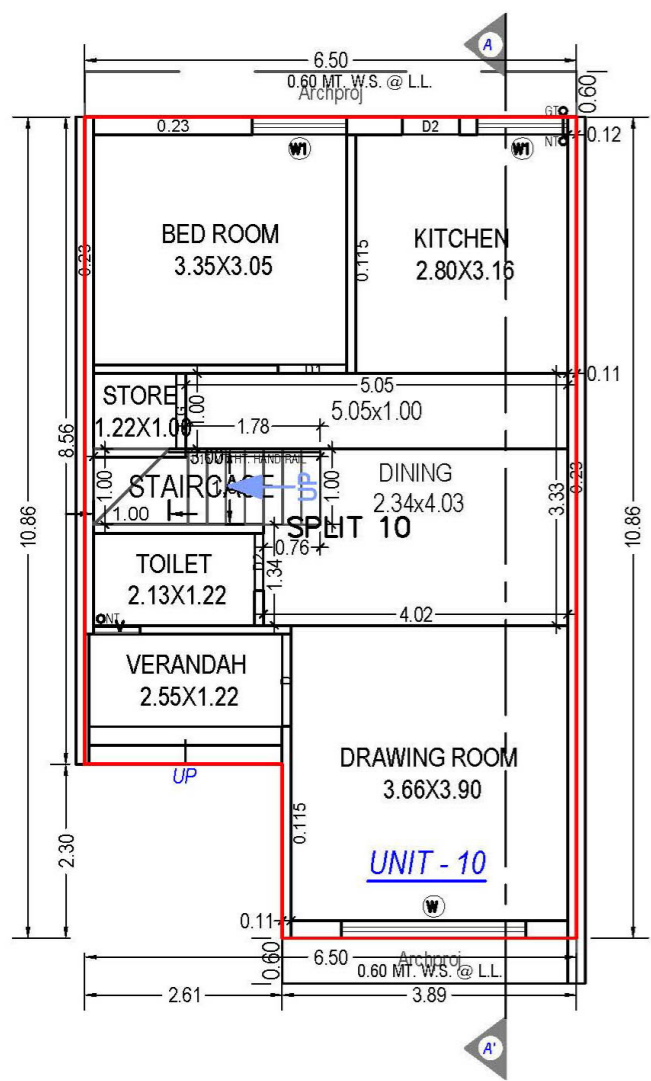 A
6.50
0.60 MT. W.S. @ L.L.
Archproj
0.60
GT
0.23
D2
0.12
W1
W1
NT
BED ROOM
3.35X3.05
KITCHEN
2.80X3.16
0.23
0.115
D1
0.11
5.05
STORE
1.22X1.00
1.00
5.05x1.00
8.56
1.78
10.86
10.86
DINING
2.34x4.03
0.23
3.33
STAIRCASE
UP
1.00
1.00
1.00
SPLIT 10
0.76
TOILET
2.13X1.22
D2
1.34
NT
V
4.02
VERANDAH
2.55X1.22
D
UP
DRAWING ROOM
3.66X3.90
2.30
0.115
UNIT - 10
W
0.11
0.60
6.50
Archproj
0.60 MT. W.S. @ L.L.
2.61
3.89
A'